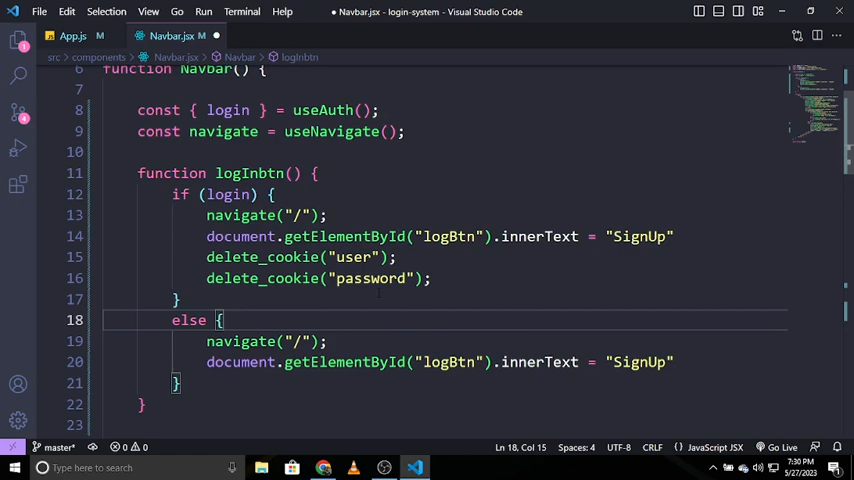 File Edit Selection View Go Run Terminal Help ● Navbar.jsx - login-system - Visual Studio Code
App.js M Navbar.jsx M ●
src > components > Navbar.jsx > Navbar > logInbtn
6 function Navbar() {
7
8 const { login } = useAuth();
9 const navigate = useNavigate();
10
11 function logInbtn() {
12 if (login) {
13 navigate("/");
14 document.getElementById("logBtn").innerText = "SignUp"
15 delete_cookie("user");
16 delete_cookie("password");
17 }
18 else {
19 navigate("/");
20 document.getElementById("logBtn").innerText = "SignUp"
21 }
22 }
23
1
4
master* 0 0 Ln 18, Col 15 Spaces: 4 UTF-8 CRLF { } JavaScript JSX Go Live
Type here to search 7:30 PM
5/27/2023